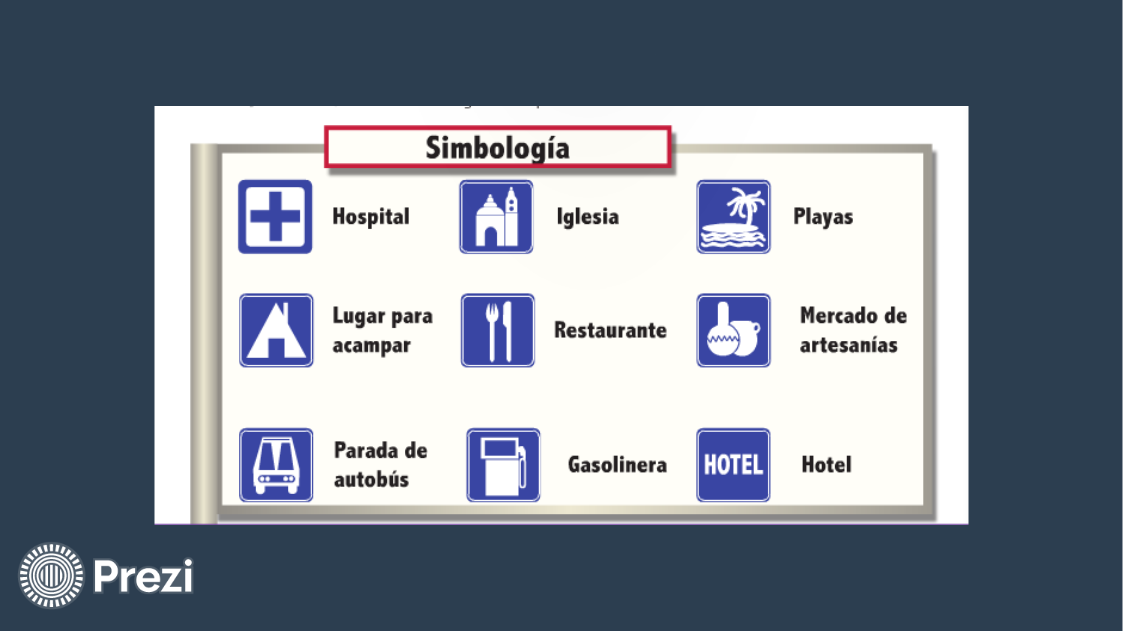 Simbología
Hospital
Iglesia
Playas
Lugar para
acampar
Restaurante
Mercado de
artesanías
Parada de
autobús
Gasolinera
HOTEL
Hotel
Prezi